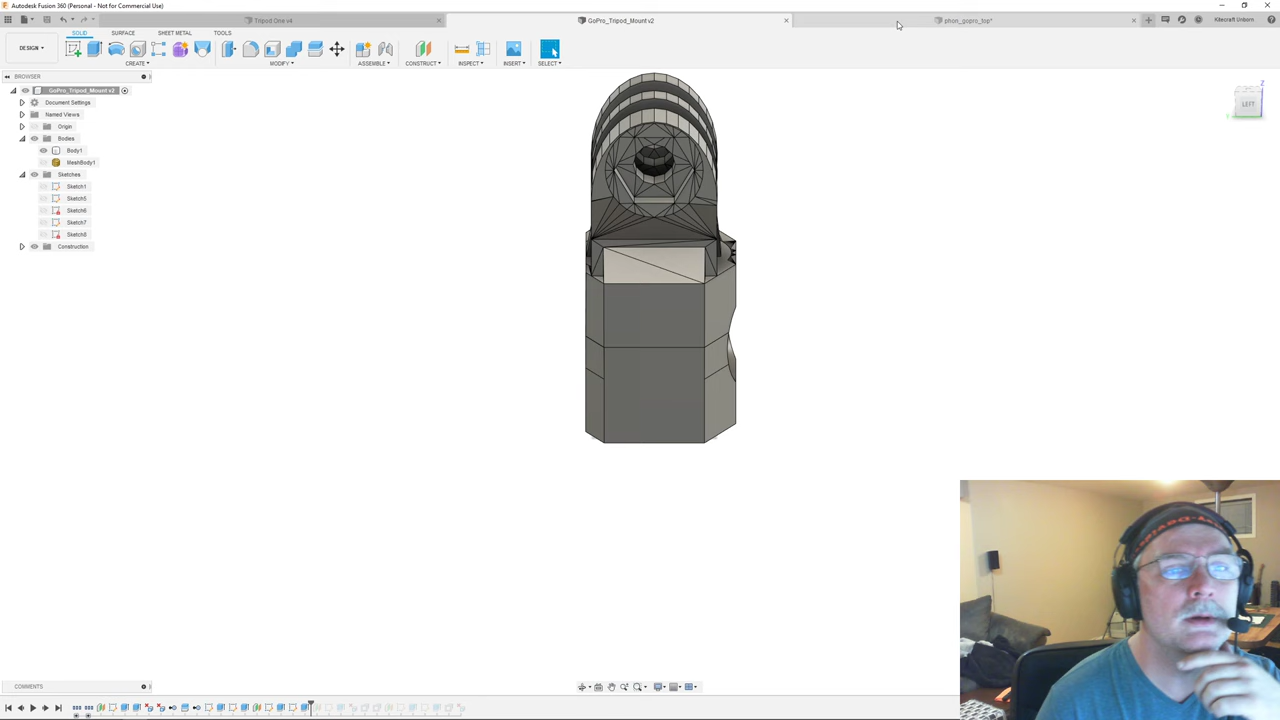 Autodesk Fusion 360 (Personal - Not for Commercial Use)
Tripod One v4
GoPro_Tripod_Mount v2
phon_gopro_top*
Kitecraft Unborn
DESIGN
SOLID
SURFACE
SHEET METAL
TOOLS
CREATE
MODIFY
ASSEMBLE
CONSTRUCT
INSPECT
INSERT
SELECT
BROWSER
GoPro_Tripod_Mount v2
Document Settings
Named Views
Origin
Bodies
Body1
MeshBody1
Sketches
Sketch1
Sketch5
Sketch6
Sketch7
Sketch8
Construction
Z
LEFT
COMMENTS